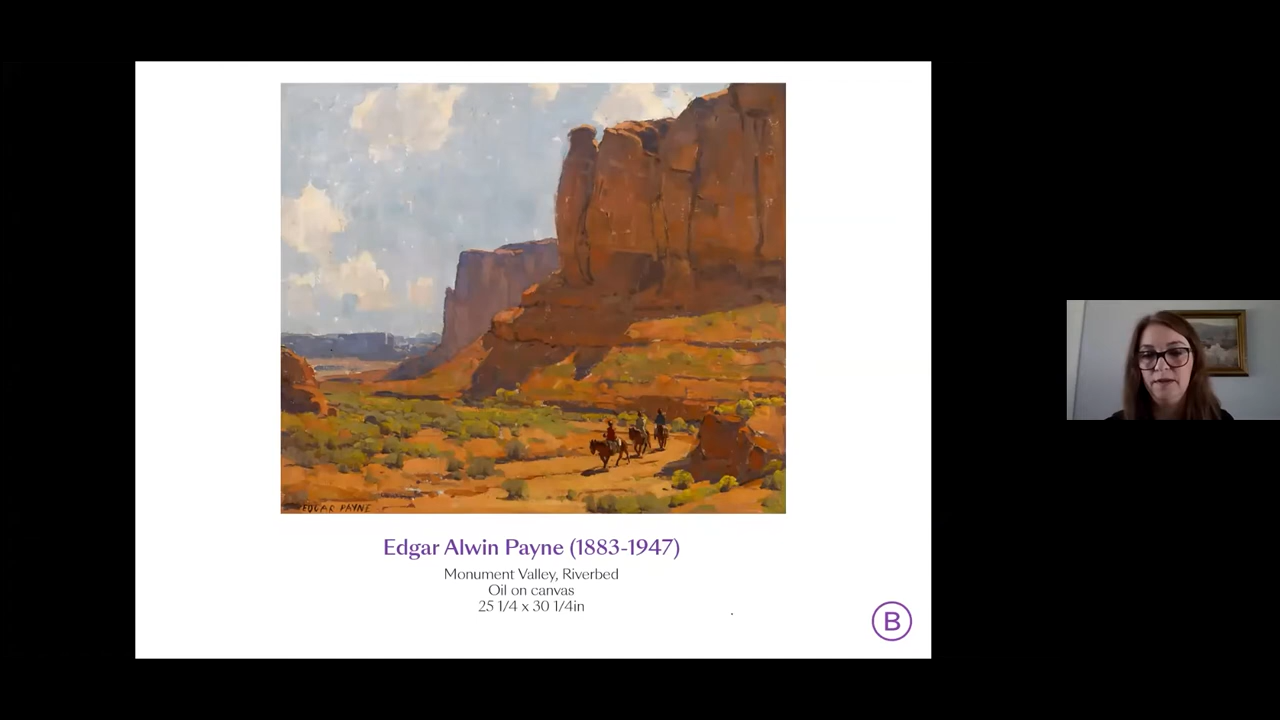 EDGAR PAYNE
Edgar Alwin Payne (1883-1947)
Monument Valley, Riverbed
Oil on canvas
25 1/4 x 30 1/4in
B